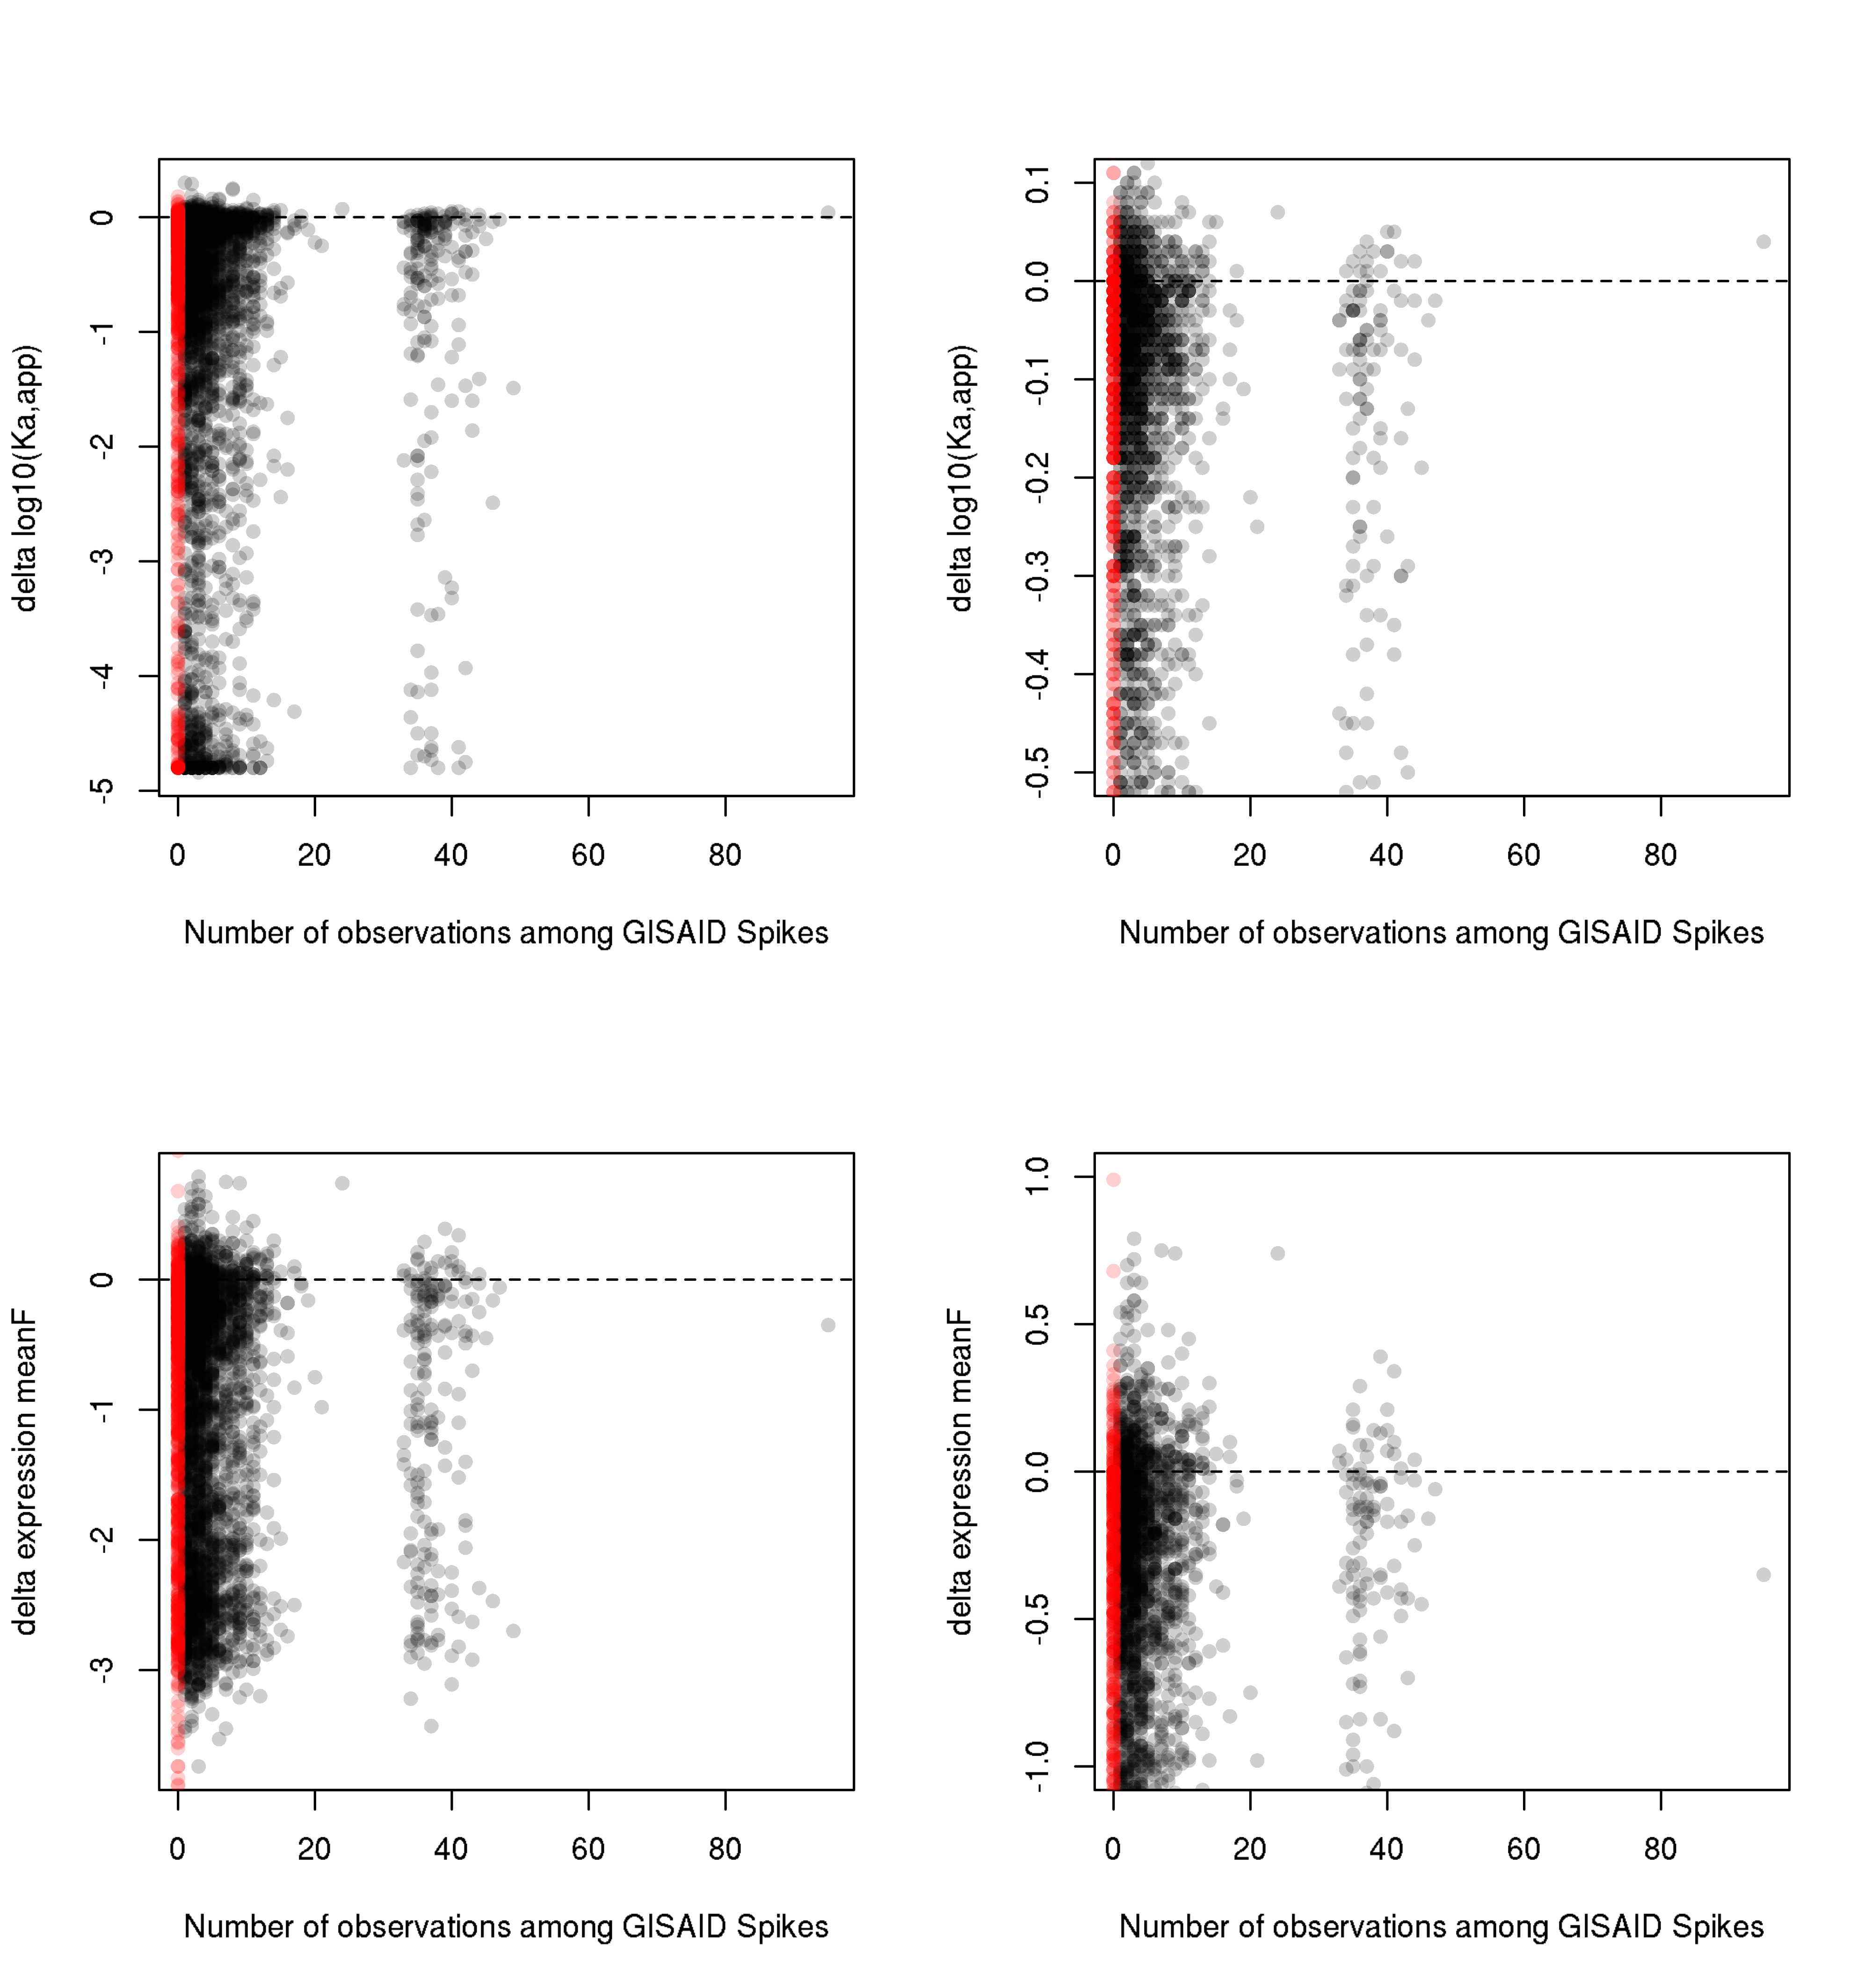 delta log10(Ka,app)
0
-1
-2
-3
-4
-5
0 20 40 60 80
Number of observations among GISAID Spikes
delta log10(Ka,app)
0.1
0.0
-0.1
-0.2
-0.3
-0.4
-0.5
0 20 40 60 80
Number of observations among GISAID Spikes
delta expression meanF
0
-1
-2
-3
0 20 40 60 80
Number of observations among GISAID Spikes
delta expression meanF
1.0
0.5
0.0
-0.5
-1.0
0 20 40 60 80
Number of observations among GISAID Spikes